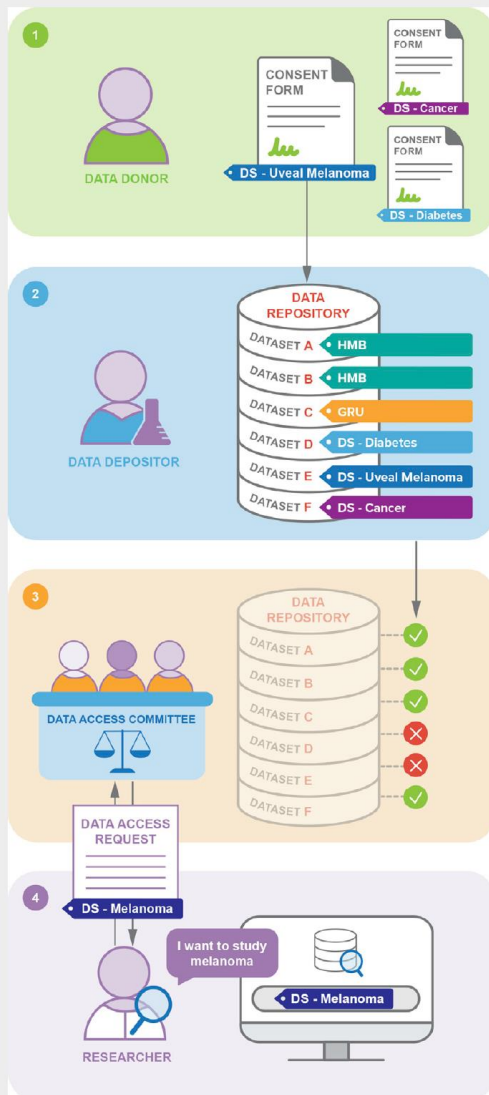 1
CONSENT
FORM
DS - Uveal Melanoma
CONSENT
FORM
DS - Cancer
CONSENT
FORM
DS - Diabetes
DATA DONOR
2
DATA
REPOSITORY
DATASET A HMB
DATASET B HMB
DATASET C GRU
DATASET D DS - Diabetes
DATASET E DS - Uveal Melanoma
DATASET F DS - Cancer
DATA DEPOSITOR
3
DATA
REPOSITORY
DATASET A
DATASET B
DATASET C
DATASET D
DATASET E
DATASET F
DATA ACCESS COMMITTEE
DATA ACCESS
REQUEST
DS - Melanoma
4
I want to study
melanoma
DS - Melanoma
RESEARCHER